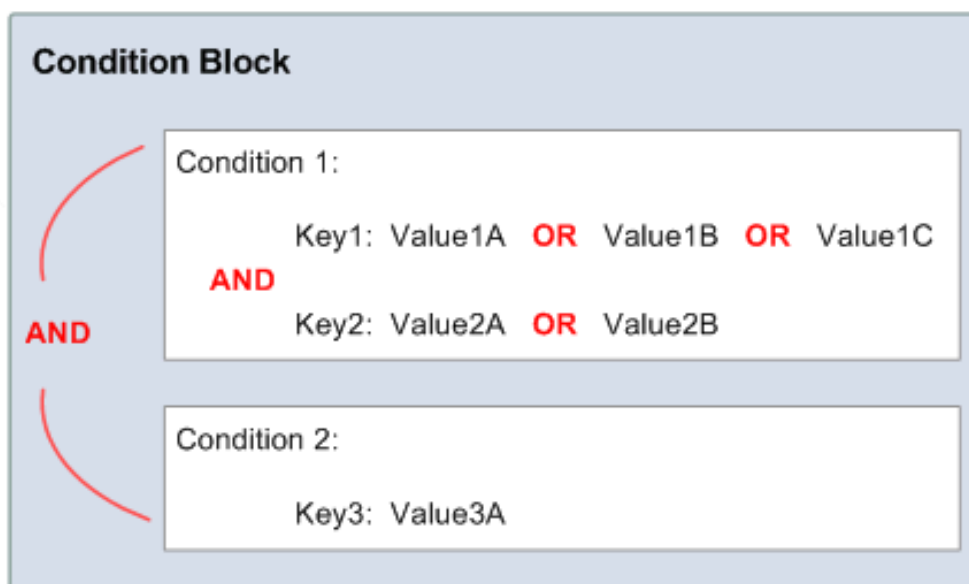 Condition Block
Condition 1:
Key1: Value1A OR Value1B OR Value1C
AND
Key2: Value2A OR Value2B
AND
Condition 2:
Key3: Value3A